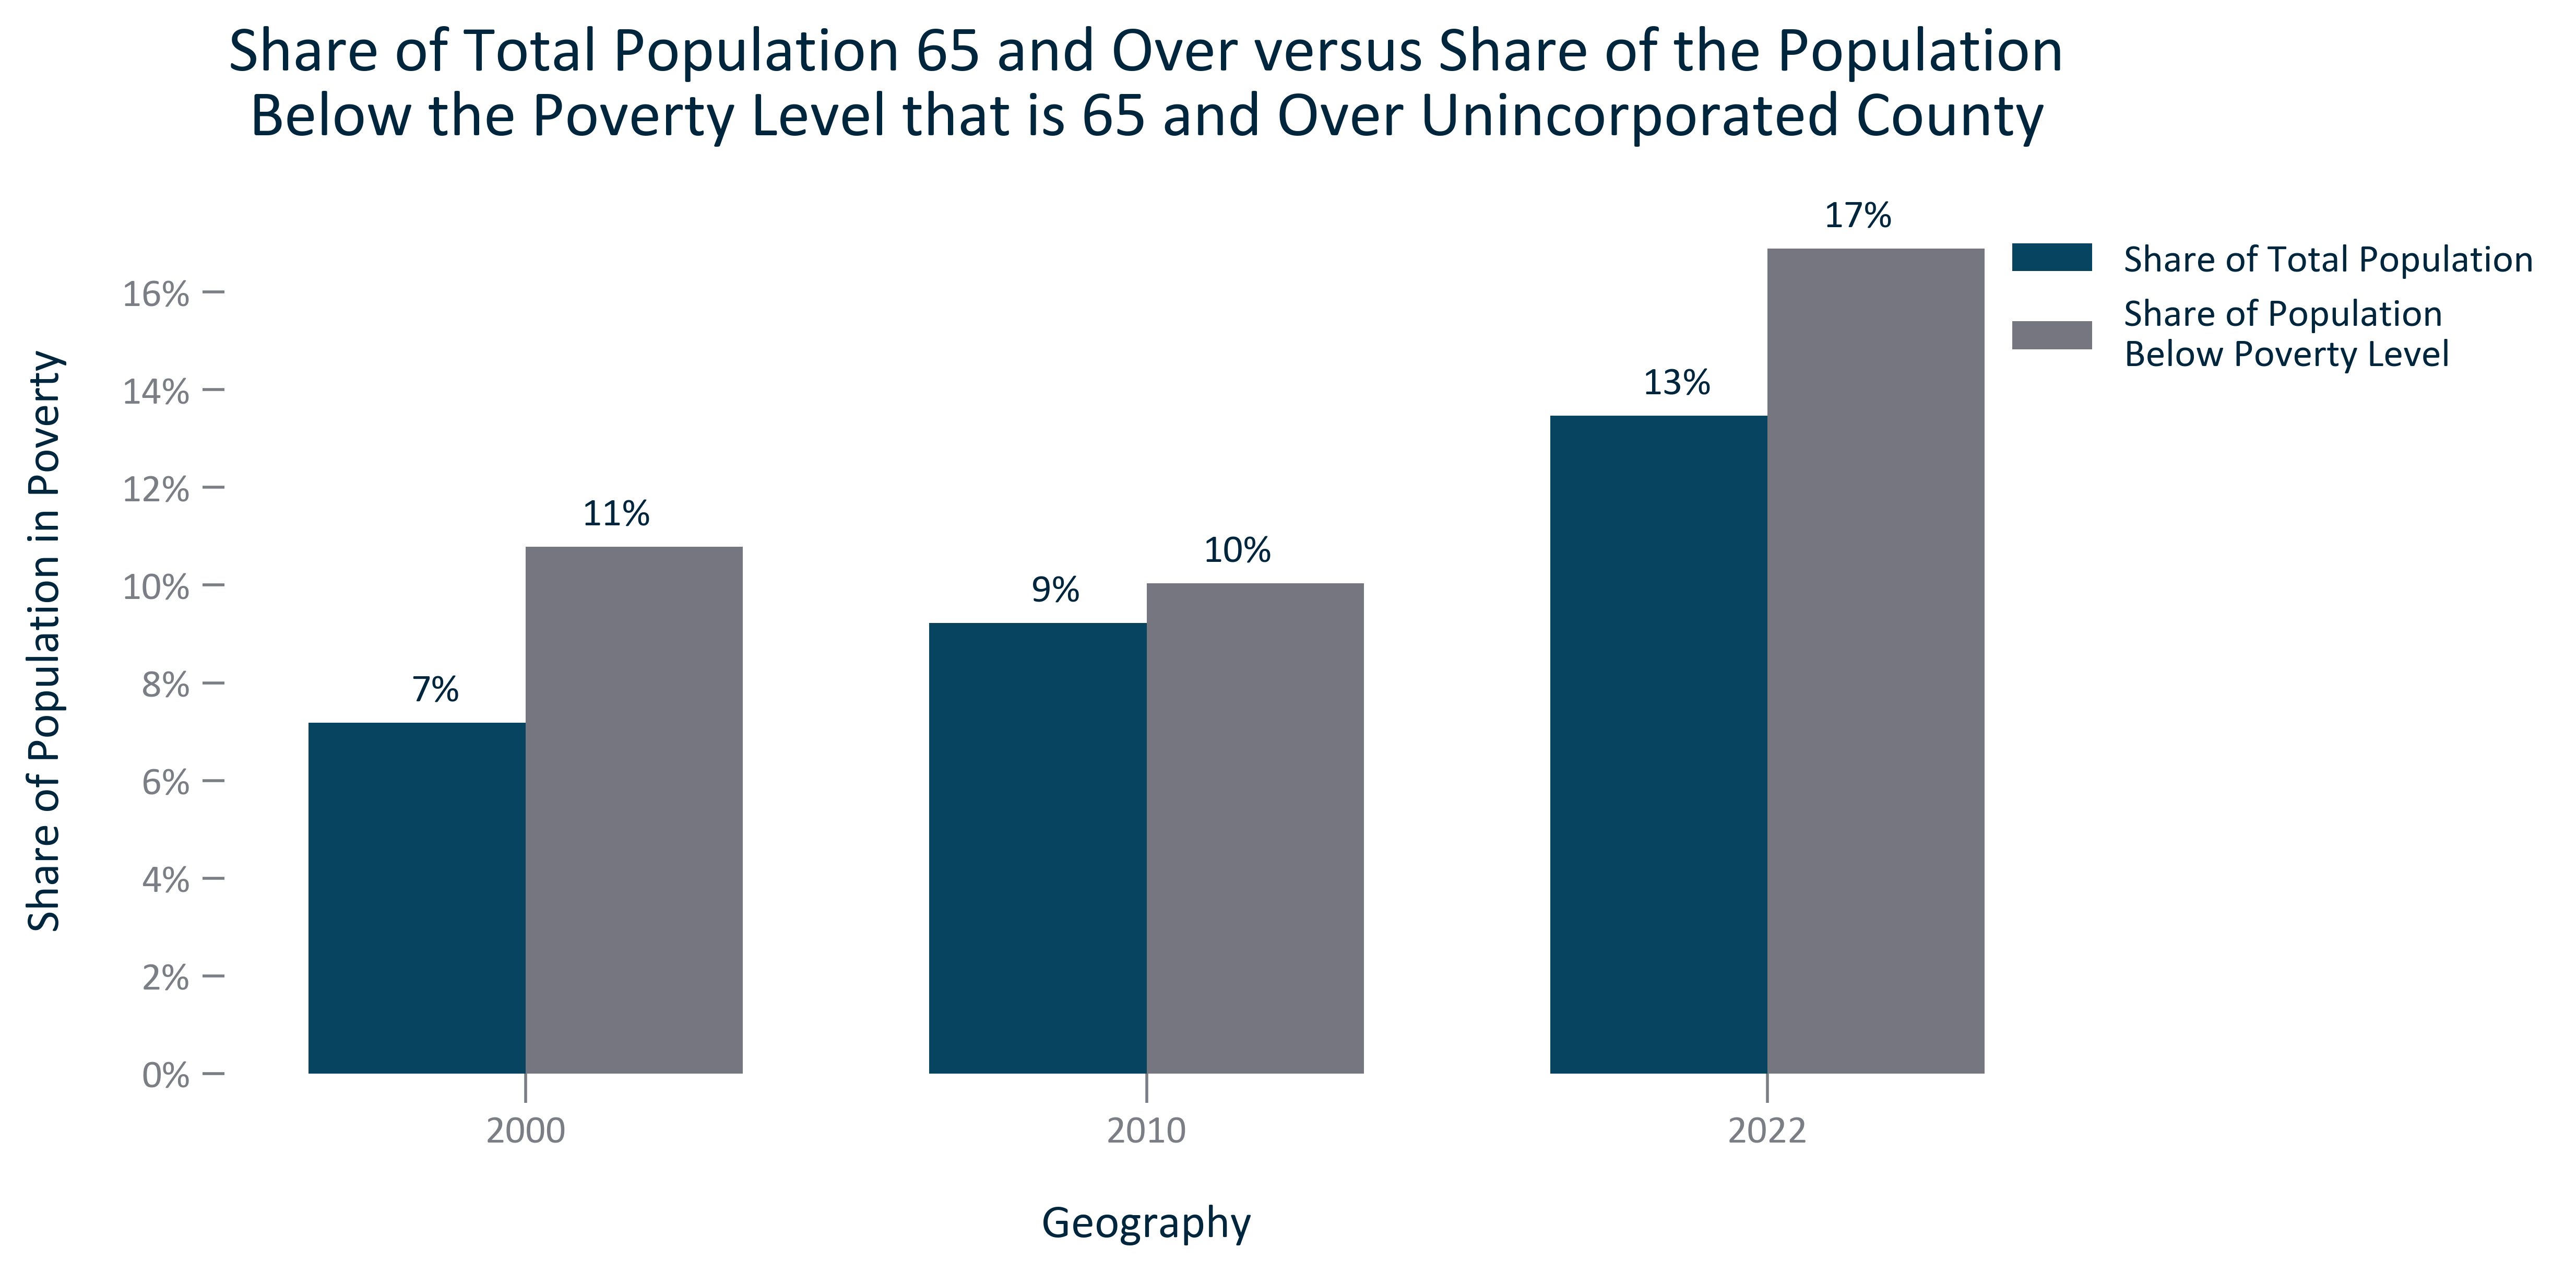 Share of Total Population 65 and Over versus Share of the Population
Below the Poverty Level that is 65 and Over Unincorporated County
17%
Share of Total Population
Share of Population
Below Poverty Level
13%
11%
10%
9%
7%
Share of Population in Poverty
16%
14%
12%
10%
8%
6%
4%
2%
0%
2000
2010
2022
Geography